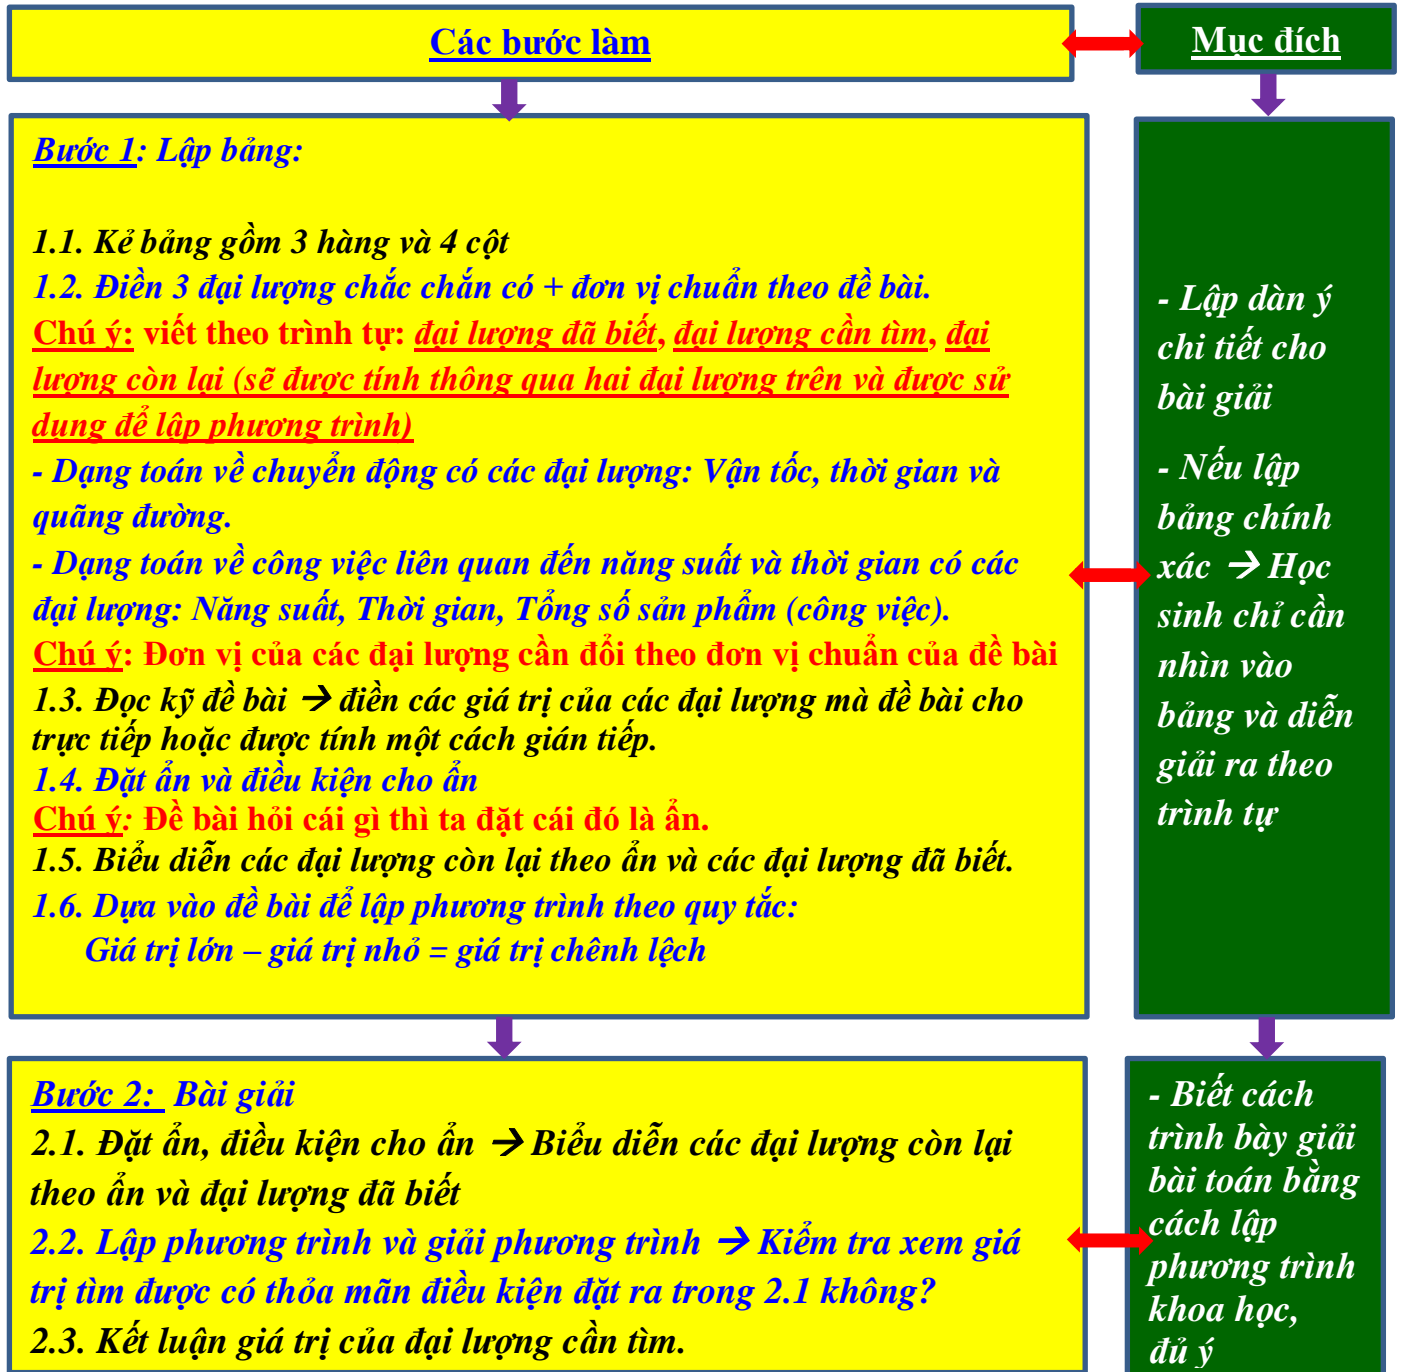 Các bước làm
Mục đích
Bước 1: Lập bảng:
1.1. Kẻ bảng gồm 3 hàng và 4 cột
1.2. Điền 3 đại lượng chắc chắn có + đơn vị chuẩn theo đề bài.
Chú ý: viết theo trình tự: đại lượng đã biết, đại lượng cần tìm, đại
lượng còn lại (sẽ được tính thông qua hai đại lượng trên và được sử
dụng để lập phương trình)
- Dạng toán về chuyển động có các đại lượng: Vận tốc, thời gian và
quãng đường.
- Dạng toán về công việc liên quan đến năng suất và thời gian có các
đại lượng: Năng suất, Thời gian, Tổng số sản phẩm (công việc).
Chú ý: Đơn vị của các đại lượng cần đổi theo đơn vị chuẩn của đề bài
1.3. Đọc kỹ đề bài → điền các giá trị của các đại lượng mà đề bài cho
trực tiếp hoặc được tính một cách gián tiếp.
1.4. Đặt ẩn và điều kiện cho ẩn
Chú ý: Đề bài hỏi cái gì thì ta đặt cái đó là ẩn.
1.5. Biểu diễn các đại lượng còn lại theo ẩn và các đại lượng đã biết.
1.6. Dựa vào đề bài để lập phương trình theo quy tắc:
Giá trị lớn – giá trị nhỏ = giá trị chênh lệch
- Lập dàn ý
chi tiết cho
bài giải
- Nếu lập
bảng chính
xác → Học
sinh chỉ cần
nhìn vào
bảng và diễn
giải ra theo
trình tự
Bước 2: Bài giải
2.1. Đặt ẩn, điều kiện cho ẩn → Biểu diễn các đại lượng còn lại
theo ẩn và đại lượng đã biết
2.2. Lập phương trình và giải phương trình → Kiểm tra xem giá
trị tìm được có thỏa mãn điều kiện đặt ra trong 2.1 không?
2.3. Kết luận giá trị của đại lượng cần tìm.
- Biết cách
trình bày giải
bài toán bằng
cách lập
phương trình
khoa học,
đủ ý